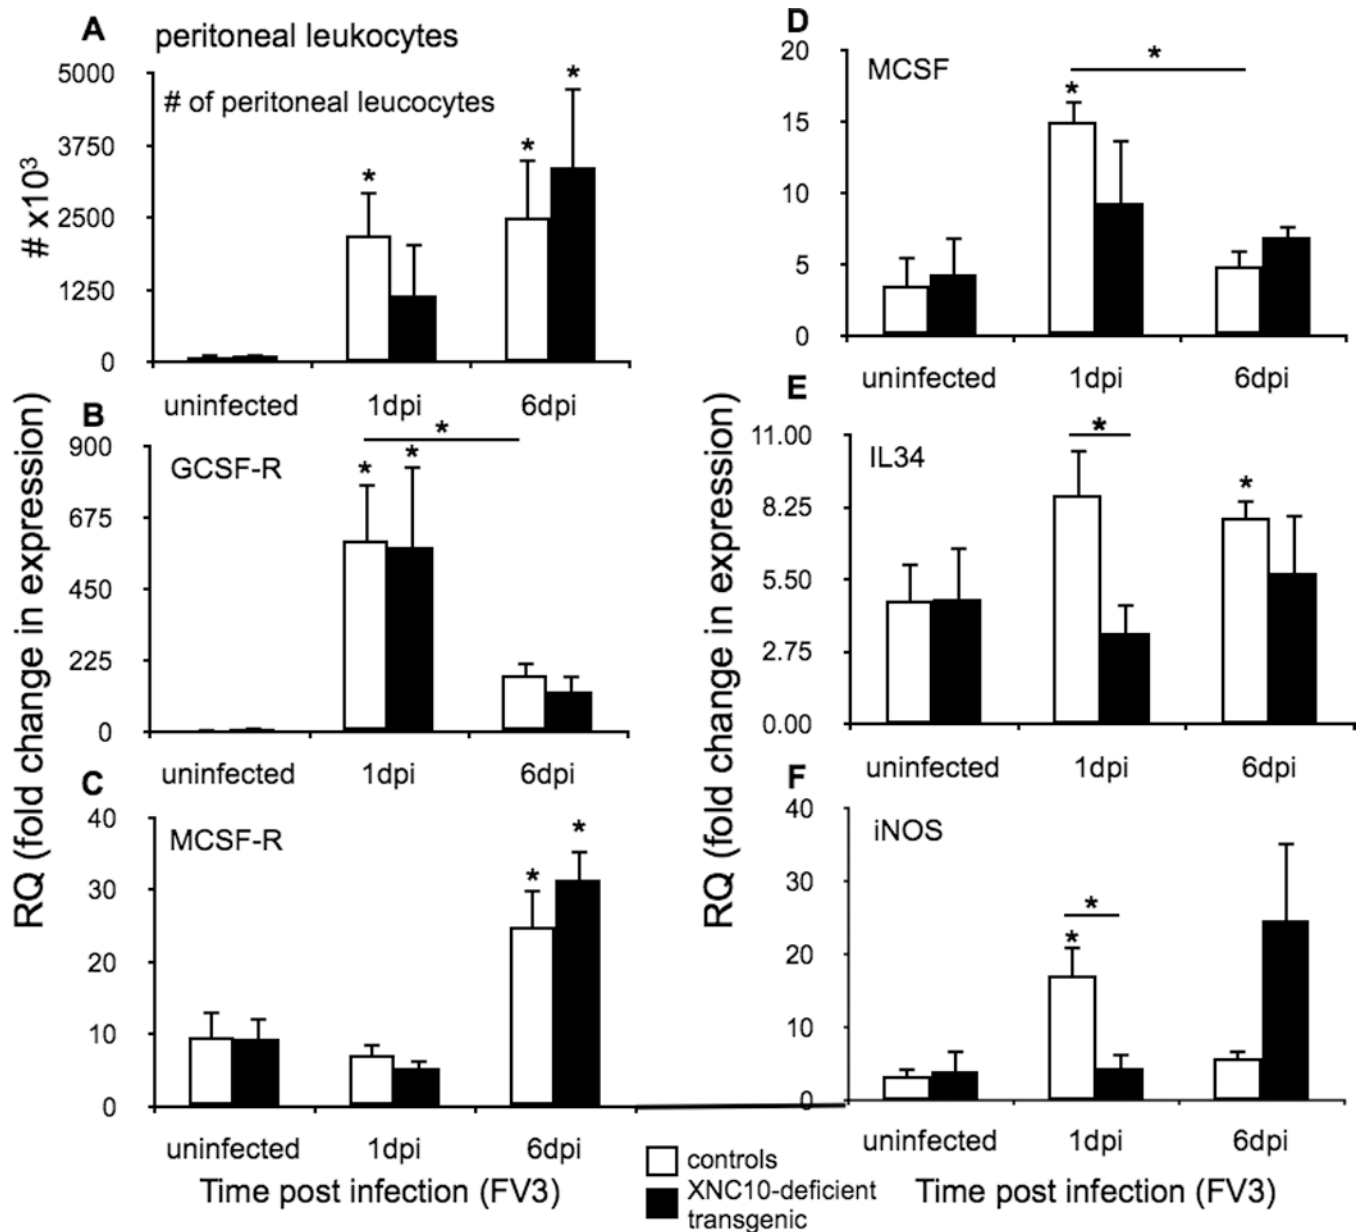 A
peritoneal leukocytes
5000
# of peritoneal leucocytes
*
*
*
3750
2500
1250
0
# x10³
uninfected
1dpi
6dpi
B
900
GCSF-R
*
*
*
675
450
225
0
uninfected
1dpi
6dpi
C
40
MCSF-R
*
*
30
20
10
0
uninfected
1dpi
6dpi
RQ (fold change in expression)
Time post infection (FV3)
D
20
MCSF
*
*
15
10
5
0
uninfected
1dpi
6dpi
E
11.00
IL34
*
*
8.25
5.50
2.75
0.00
uninfected
1dpi
6dpi
F
40
iNOS
*
*
30
20
10
0
uninfected
1dpi
6dpi
RQ (fold change in expression)
Time post infection (FV3)
controls
XNC10-deficient
transgenic